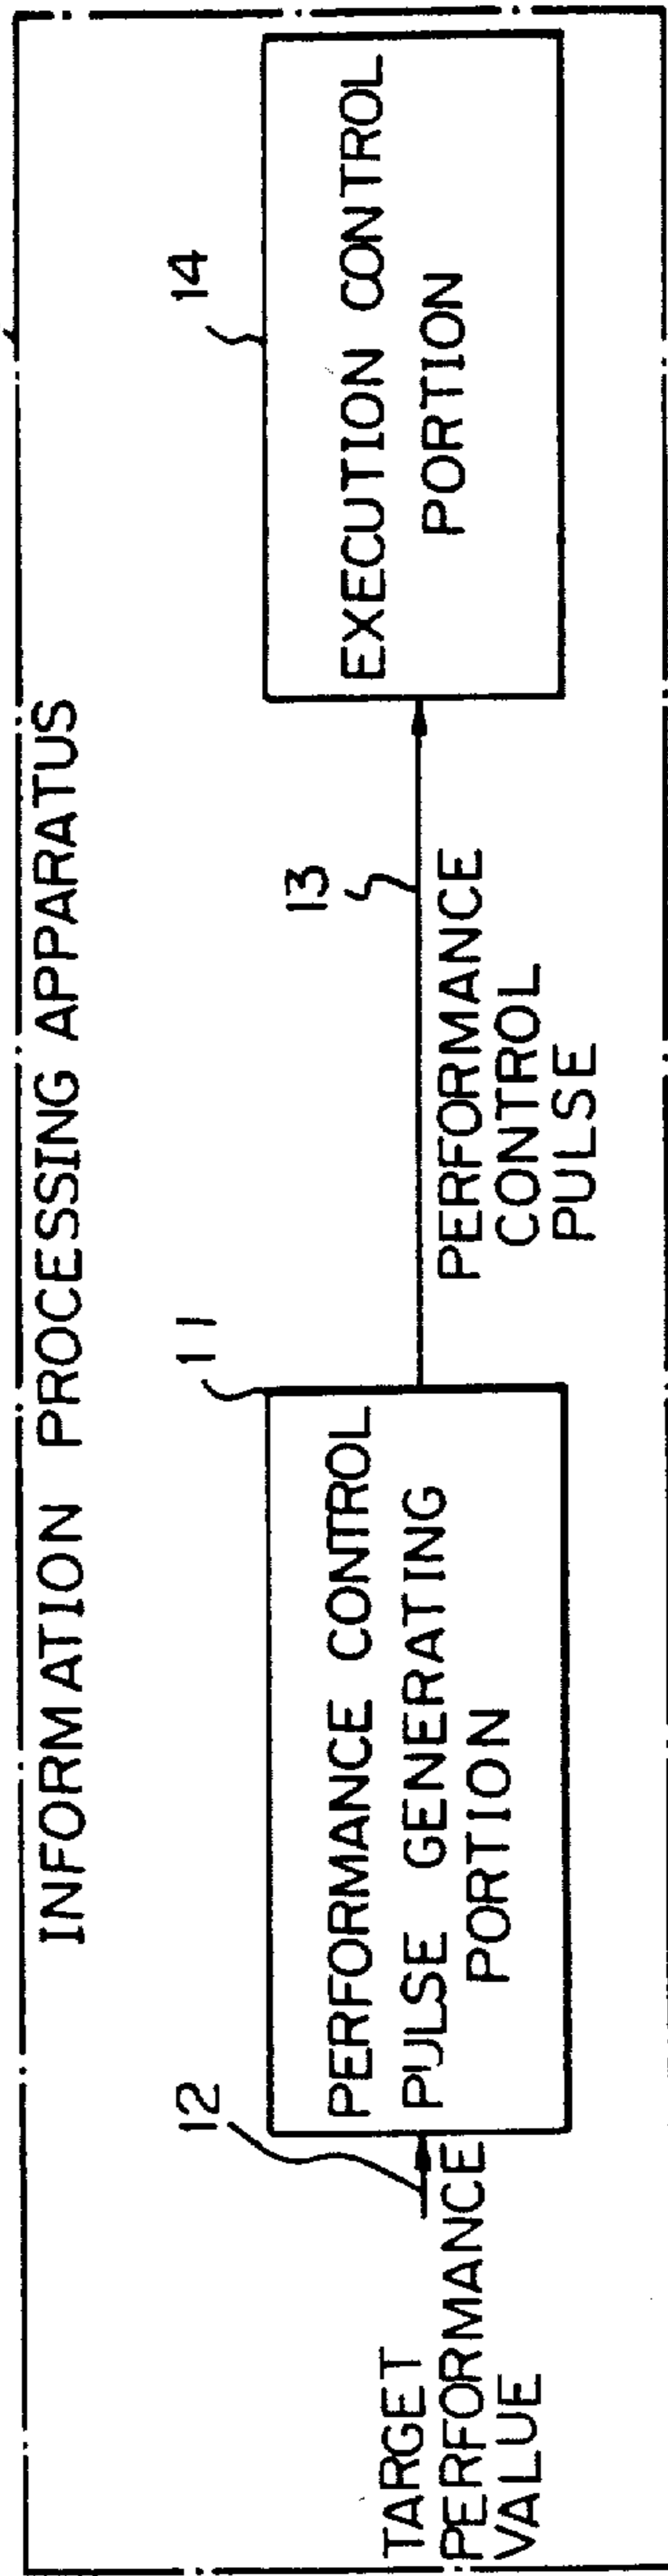 INFORMATION PROCESSING APPARATUS
12
TARGET
PERFORMANCE
VALUE
11
PERFORMANCE CONTROL
PULSE GENERATING
PORTION
13
PERFORMANCE
CONTROL
PULSE
14
EXECUTION CONTROL
PORTION